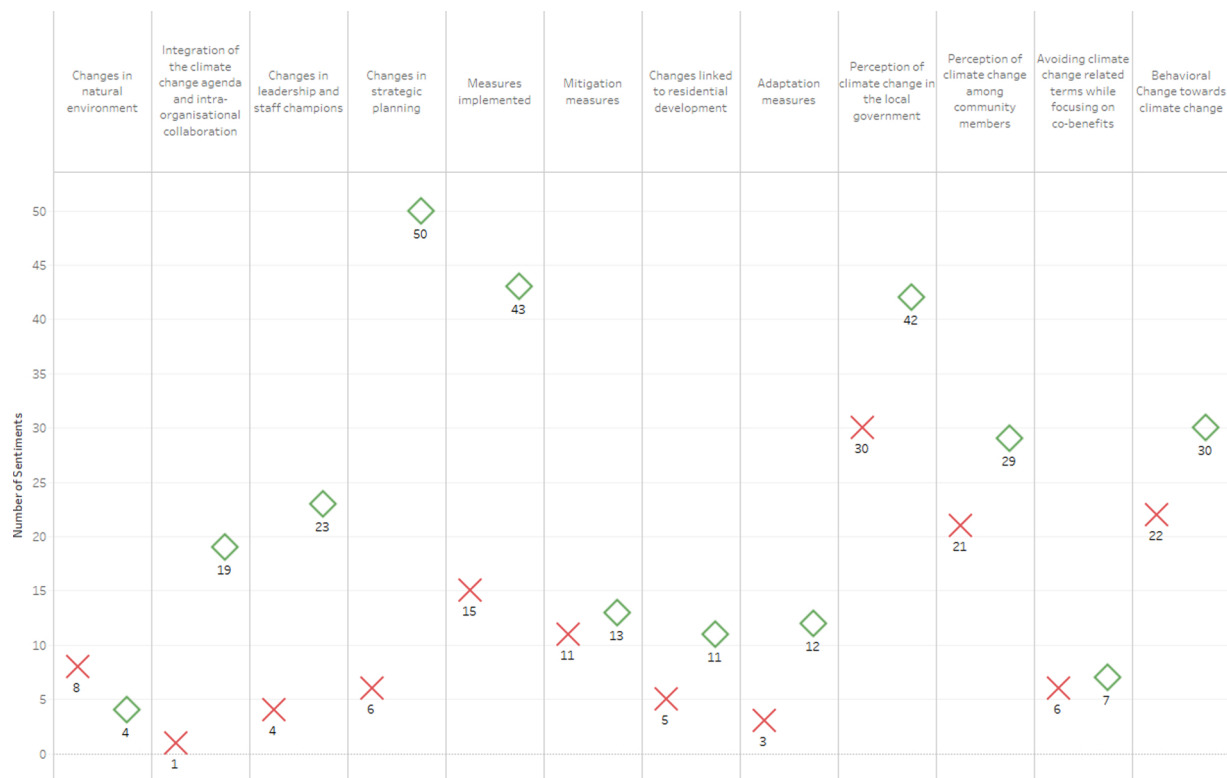 Changes in
natural
environment
Integration of
the climate
change agenda
and intra-
organisational
collaboration
Changes in
leadership and
staff champions
Changes in
strategic
planning
Measures
implemented
Mitigation
measures
Changes linked
to residential
development
Adaptation
measures
Perception of
climate change in
the local
government
Perception of
climate change
among
community
members
Avoiding climate
change related
terms while
focusing on
co-benefits
Behavioral
Change towards
climate change
Number of Sentiments
50
45
40
35
30
25
20
15
10
5
0
8
4
1
19
4
23
6
50
15
43
11
13
5
11
3
12
30
42
21
29
6
7
22
30